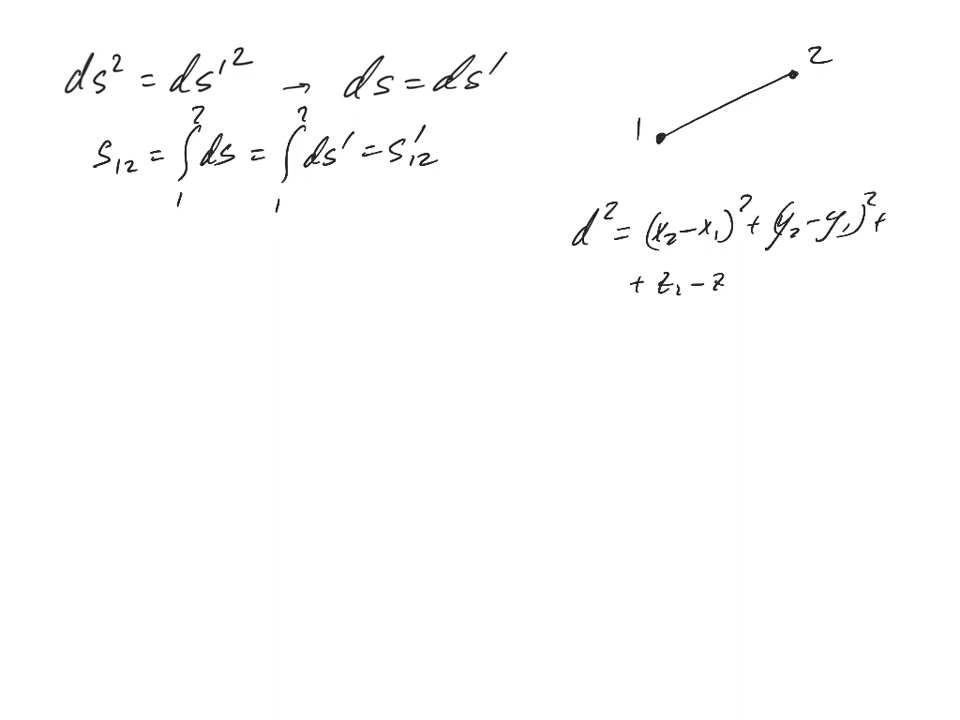 ds² = ds'² → ds = ds'
S₁₂ = ∫₁² ds = ∫₁² ds' = S'₁₂
1 2
d² = (x₂ - x₁)² + (y₂ - y₁)² +
+ z₂ - z